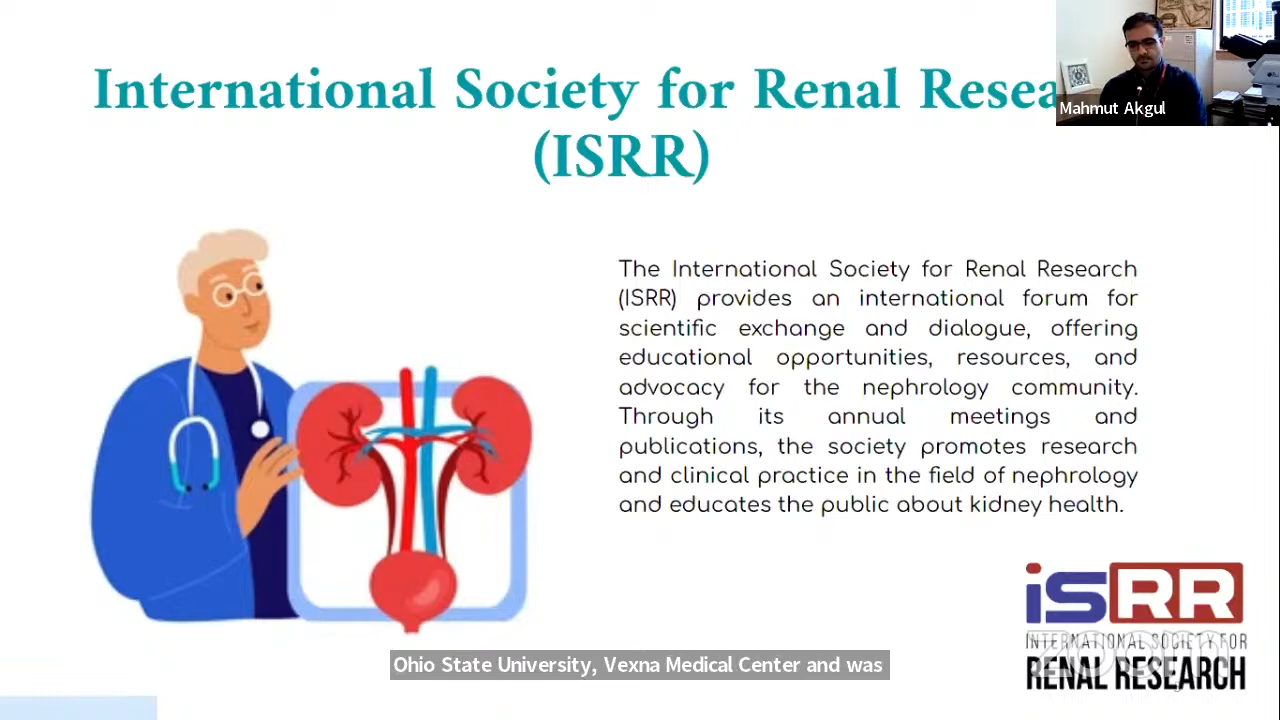 International Society for Renal Resea
(ISRR)
Mahmut Akgul
The International Society for Renal Research
(ISRR) provides an international forum for
scientific exchange and dialogue, offering
educational opportunities, resources, and
advocacy for the nephrology community.
Through its annual meetings and
publications, the society promotes research
and clinical practice in the field of nephrology
and educates the public about kidney health.
iSRR
INTERNATIONAL SOCIETY FOR
RENAL RESEARCH
zoom
Ohio State University, Vexna Medical Center and was